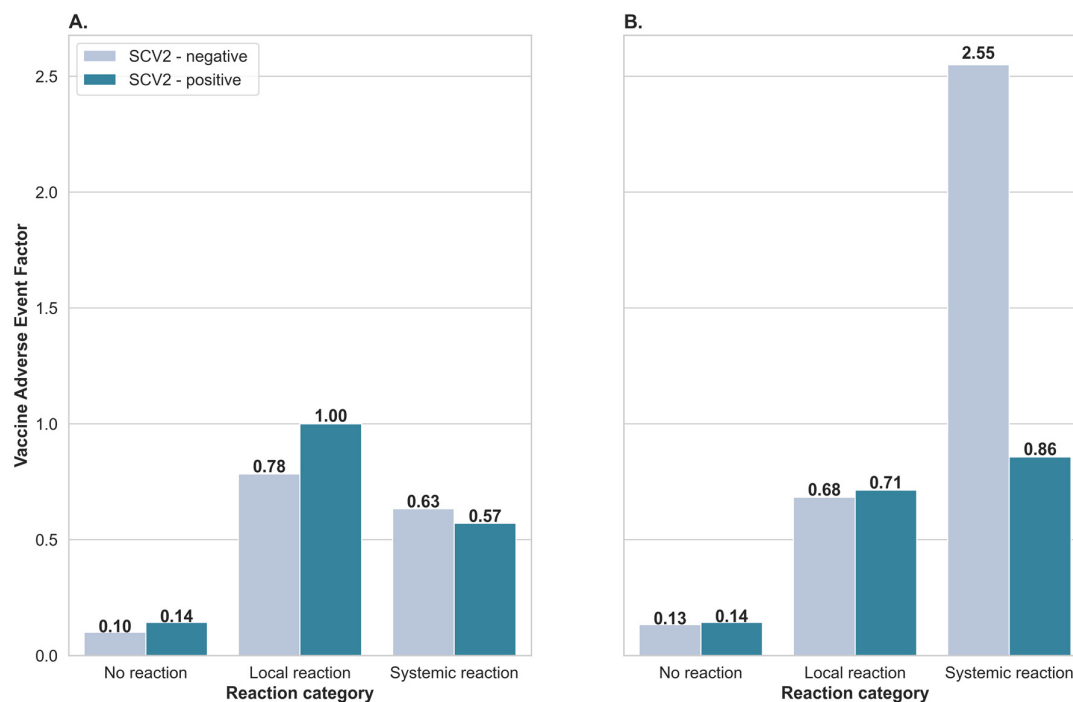 A.
SCV2 - negative
SCV2 - positive
Vaccine Adverse Event Factor
2.5
2.0
1.5
1.0
0.5
0.0
0.10
0.14
0.78
1.00
0.63
0.57
No reaction
Local reaction
Systemic reaction
Reaction category
B.
0.13
0.14
0.68
0.71
2.55
0.86
No reaction
Local reaction
Systemic reaction
Reaction category